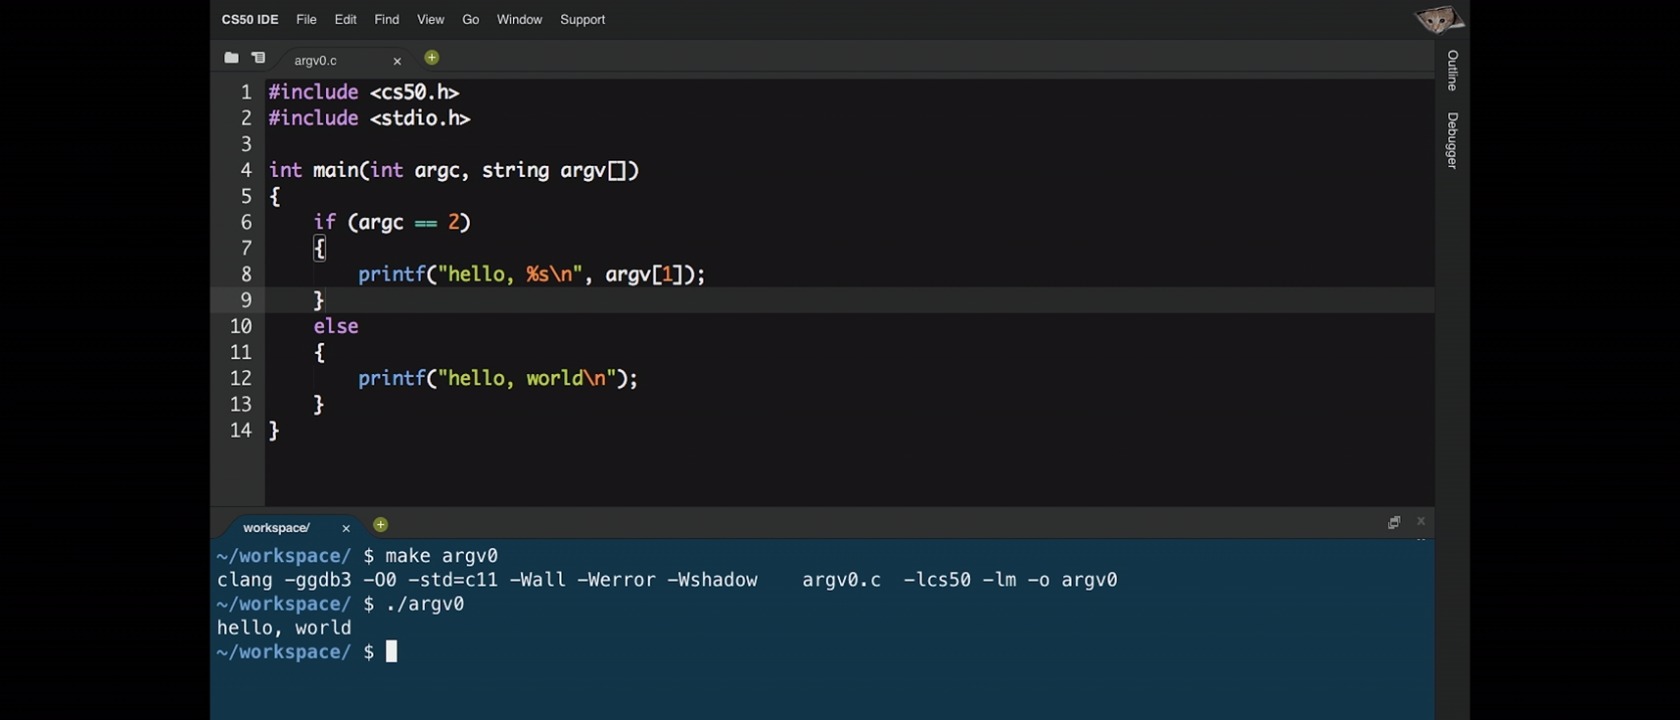 CS50 IDE File Edit Find View Go Window Support
argv0.c
Outline
Debugger
1 #include <cs50.h>
2 #include <stdio.h>
3
4 int main(int argc, string argv[])
5 {
6     if (argc == 2)
7     {
8         printf("hello, %s\n", argv[1]);
9     }
10     else
11     {
12         printf("hello, world\n");
13     }
14 }
workspace/
~/workspace/ $ make argv0
clang -ggdb3 -O0 -std=c11 -Wall -Werror -Wshadow    argv0.c  -lcs50 -lm -o argv0
~/workspace/ $ ./argv0
hello, world
~/workspace/ $